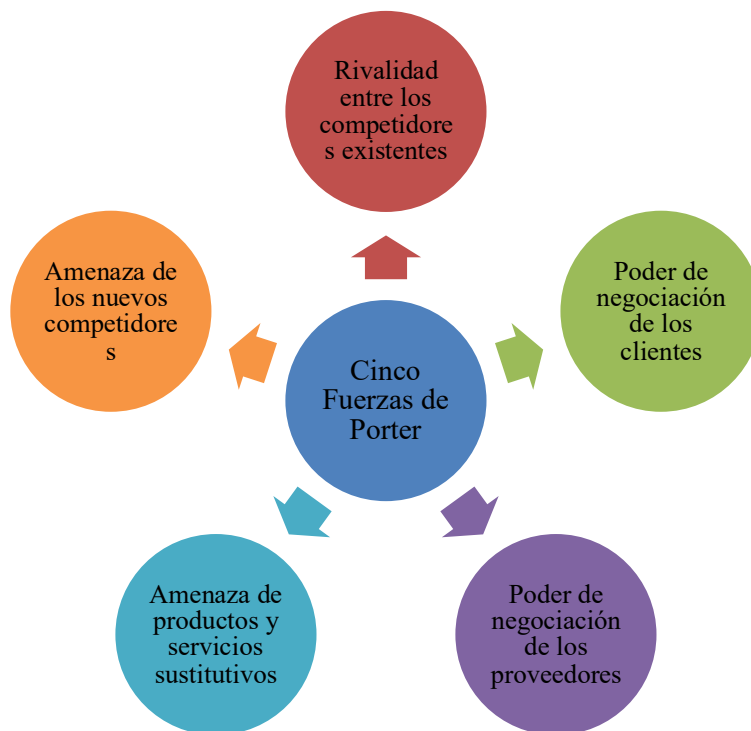 Rivalidad
entre los
competidore
s existentes
Poder de
negociación
de los
clientes
Poder de
negociación
de los
proveedores
Amenaza de
productos y
servicios
sustitutivos
Amenaza de
los nuevos
competidore
s
Cinco
Fuerzas de
Porter